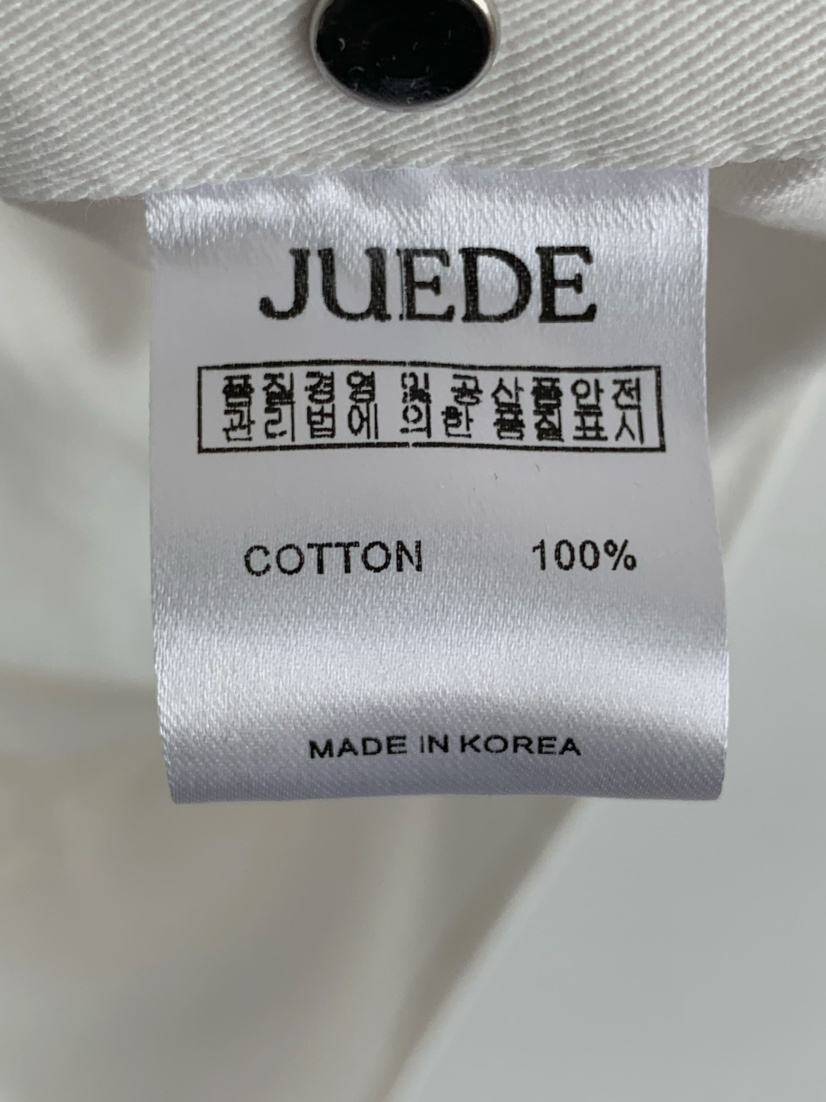 JUEDE
품질경영 및 공산품안전
관리법에 의한 품질표시
COTTON 100%
MADE IN KOREA